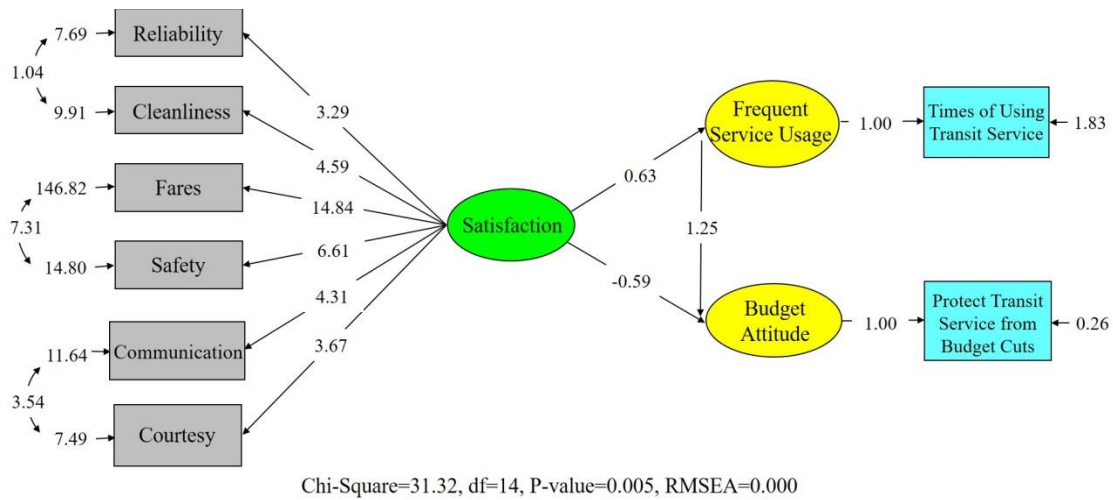 7.69
Reliability
1.04
9.91
Cleanliness
3.29
4.59
146.82
Fares
14.84
7.31
14.80
Safety
6.61
4.31
11.64
Communication
3.67
3.54
7.49
Courtesy
Satisfaction
0.63
-0.59
Frequent
Service Usage
1.25
Budget
Attitude
1.00
Times of Using
Transit Service
1.83
1.00
Protect Transit
Service from
Budget Cuts
0.26
Chi-Square=31.32, df=14, P-value=0.005, RMSEA=0.000